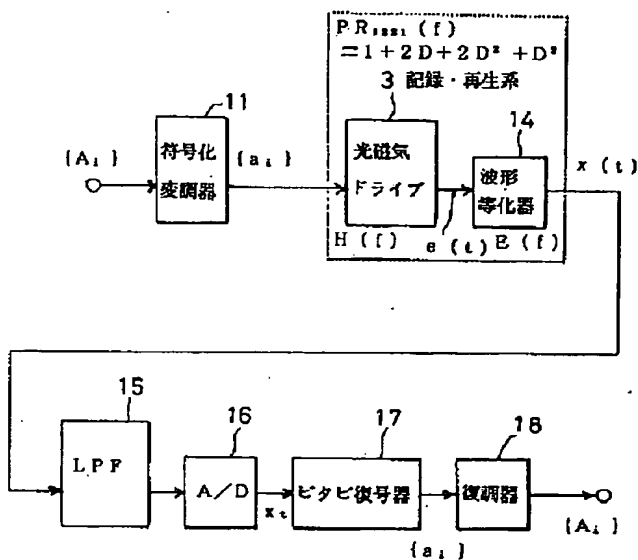 PR₁₂₂₁(f)
=1+2D+2D²+D³
3 記録・再生系
11
14
{Aᵢ}
符号化
変調器
{aᵢ}
光磁気
ドライブ
波形
等化器
x(t)
H(f)
e(t)
E(f)
15
16
17
18
LPF
A/D
xₜ
ビタビ復号器
復調器
{aᵢ}
{Aᵢ}